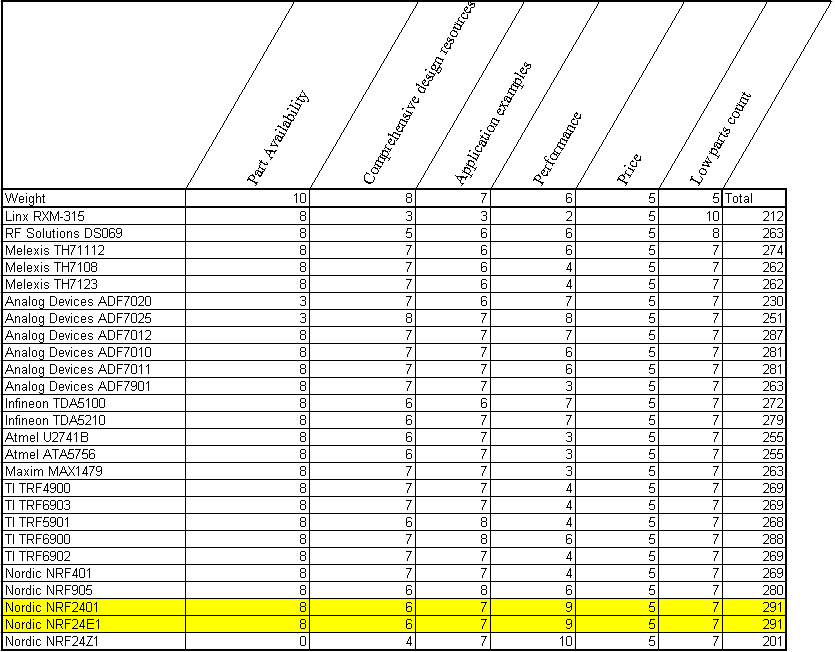 Part Availability Comprehensive design resources Application examples Performance Price Low parts count
Weight 10 8 7 6 5 5 Total
Linx RXM-315 8 3 3 2 5 10 212
RF Solutions DS069 8 5 6 6 5 8 263
Melexis TH71112 8 7 6 6 5 7 274
Melexis TH7108 8 7 6 4 5 7 262
Melexis TH7123 8 7 6 4 5 7 262
Analog Devices ADF7020 3 7 6 7 5 7 230
Analog Devices ADF7025 3 8 7 8 5 7 251
Analog Devices ADF7012 8 7 7 7 5 7 287
Analog Devices ADF7010 8 7 7 6 5 7 281
Analog Devices ADF7011 8 7 7 6 5 7 281
Analog Devices ADF7901 8 7 7 3 5 7 263
Infineon TDA5100 8 6 6 7 5 7 272
Infineon TDA5210 8 6 7 7 5 7 279
Atmel U2741B 8 6 7 3 5 7 255
Atmel ATA5756 8 6 7 3 5 7 255
Maxim MAX1479 8 7 7 3 5 7 263
TI TRF4900 8 7 7 4 5 7 269
TI TRF6903 8 7 7 4 5 7 269
TI TRF5901 8 6 8 4 5 7 268
TI TRF6900 8 7 8 6 5 7 288
TI TRF6902 8 7 7 4 5 7 269
Nordic NRF401 8 7 7 4 5 7 269
Nordic NRF905 8 6 8 6 5 7 280
Nordic NRF2401 8 6 7 9 5 7 291
Nordic NRF24E1 8 6 7 9 5 7 291
Nordic NRF24Z1 0 4 7 10 5 7 201